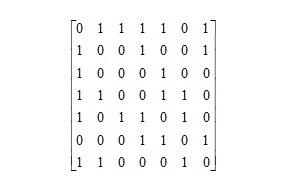 0 1 1 1 1 0 1
1 0 0 1 0 0 1
1 0 0 0 1 0 0
1 1 0 0 1 1 0
1 0 1 1 0 1 0
0 0 0 1 1 0 1
1 1 0 0 0 1 0